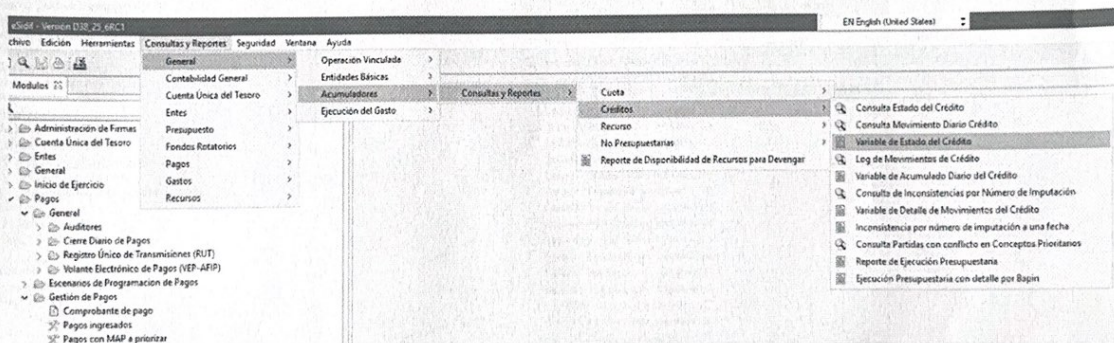 eSidif - Versión D38_25_6RC1
EN English (United States)
chivo Edición Herramientas Consultas y Reportes Seguridad Ventana Ayuda
Modulos
Administración de Firmas
Cuenta Única del Tesoro
Entes
General
Inicio de Ejercicio
Pagos
General
Auditores
Cierre Diario de Pagos
Registro Único de Transmisiones (RUT)
Volante Electrónico de Pagos (VEP-AFIP)
Escenarios de Programacion de Pagos
Gestión de Pagos
Comprobante de pago
Pagos ingresados
Pagos con MAP a priorizar
General
Contabilidad General
Cuenta Única del Tesoro
Entes
Presupuesto
Fondos Rotatorios
Pagos
Gastos
Recursos
Operación Vinculada
Entidades Básicas
Acumuladores
Ejecución del Gasto
Consultas y Reportes
Cuota
Créditos
Recurso
No Presupuestarias
Reporte de Disponibilidad de Recursos para Devengar
Consulta Estado del Crédito
Consulta Movimiento Diario Crédito
Variable de Estado del Crédito
Log de Movimientos de Crédito
Variable de Acumulado Diario del Crédito
Consulta de Inconsistencias por Número de Imputación
Variable de Detalle de Movimientos del Crédito
Inconsistencia por número de imputación a una fecha
Consulta Partidas con conflicto en Conceptos Prioritarios
Reporte de Ejecución Presupuestaria
Ejecución Presupuestaria con detalle por Bapin